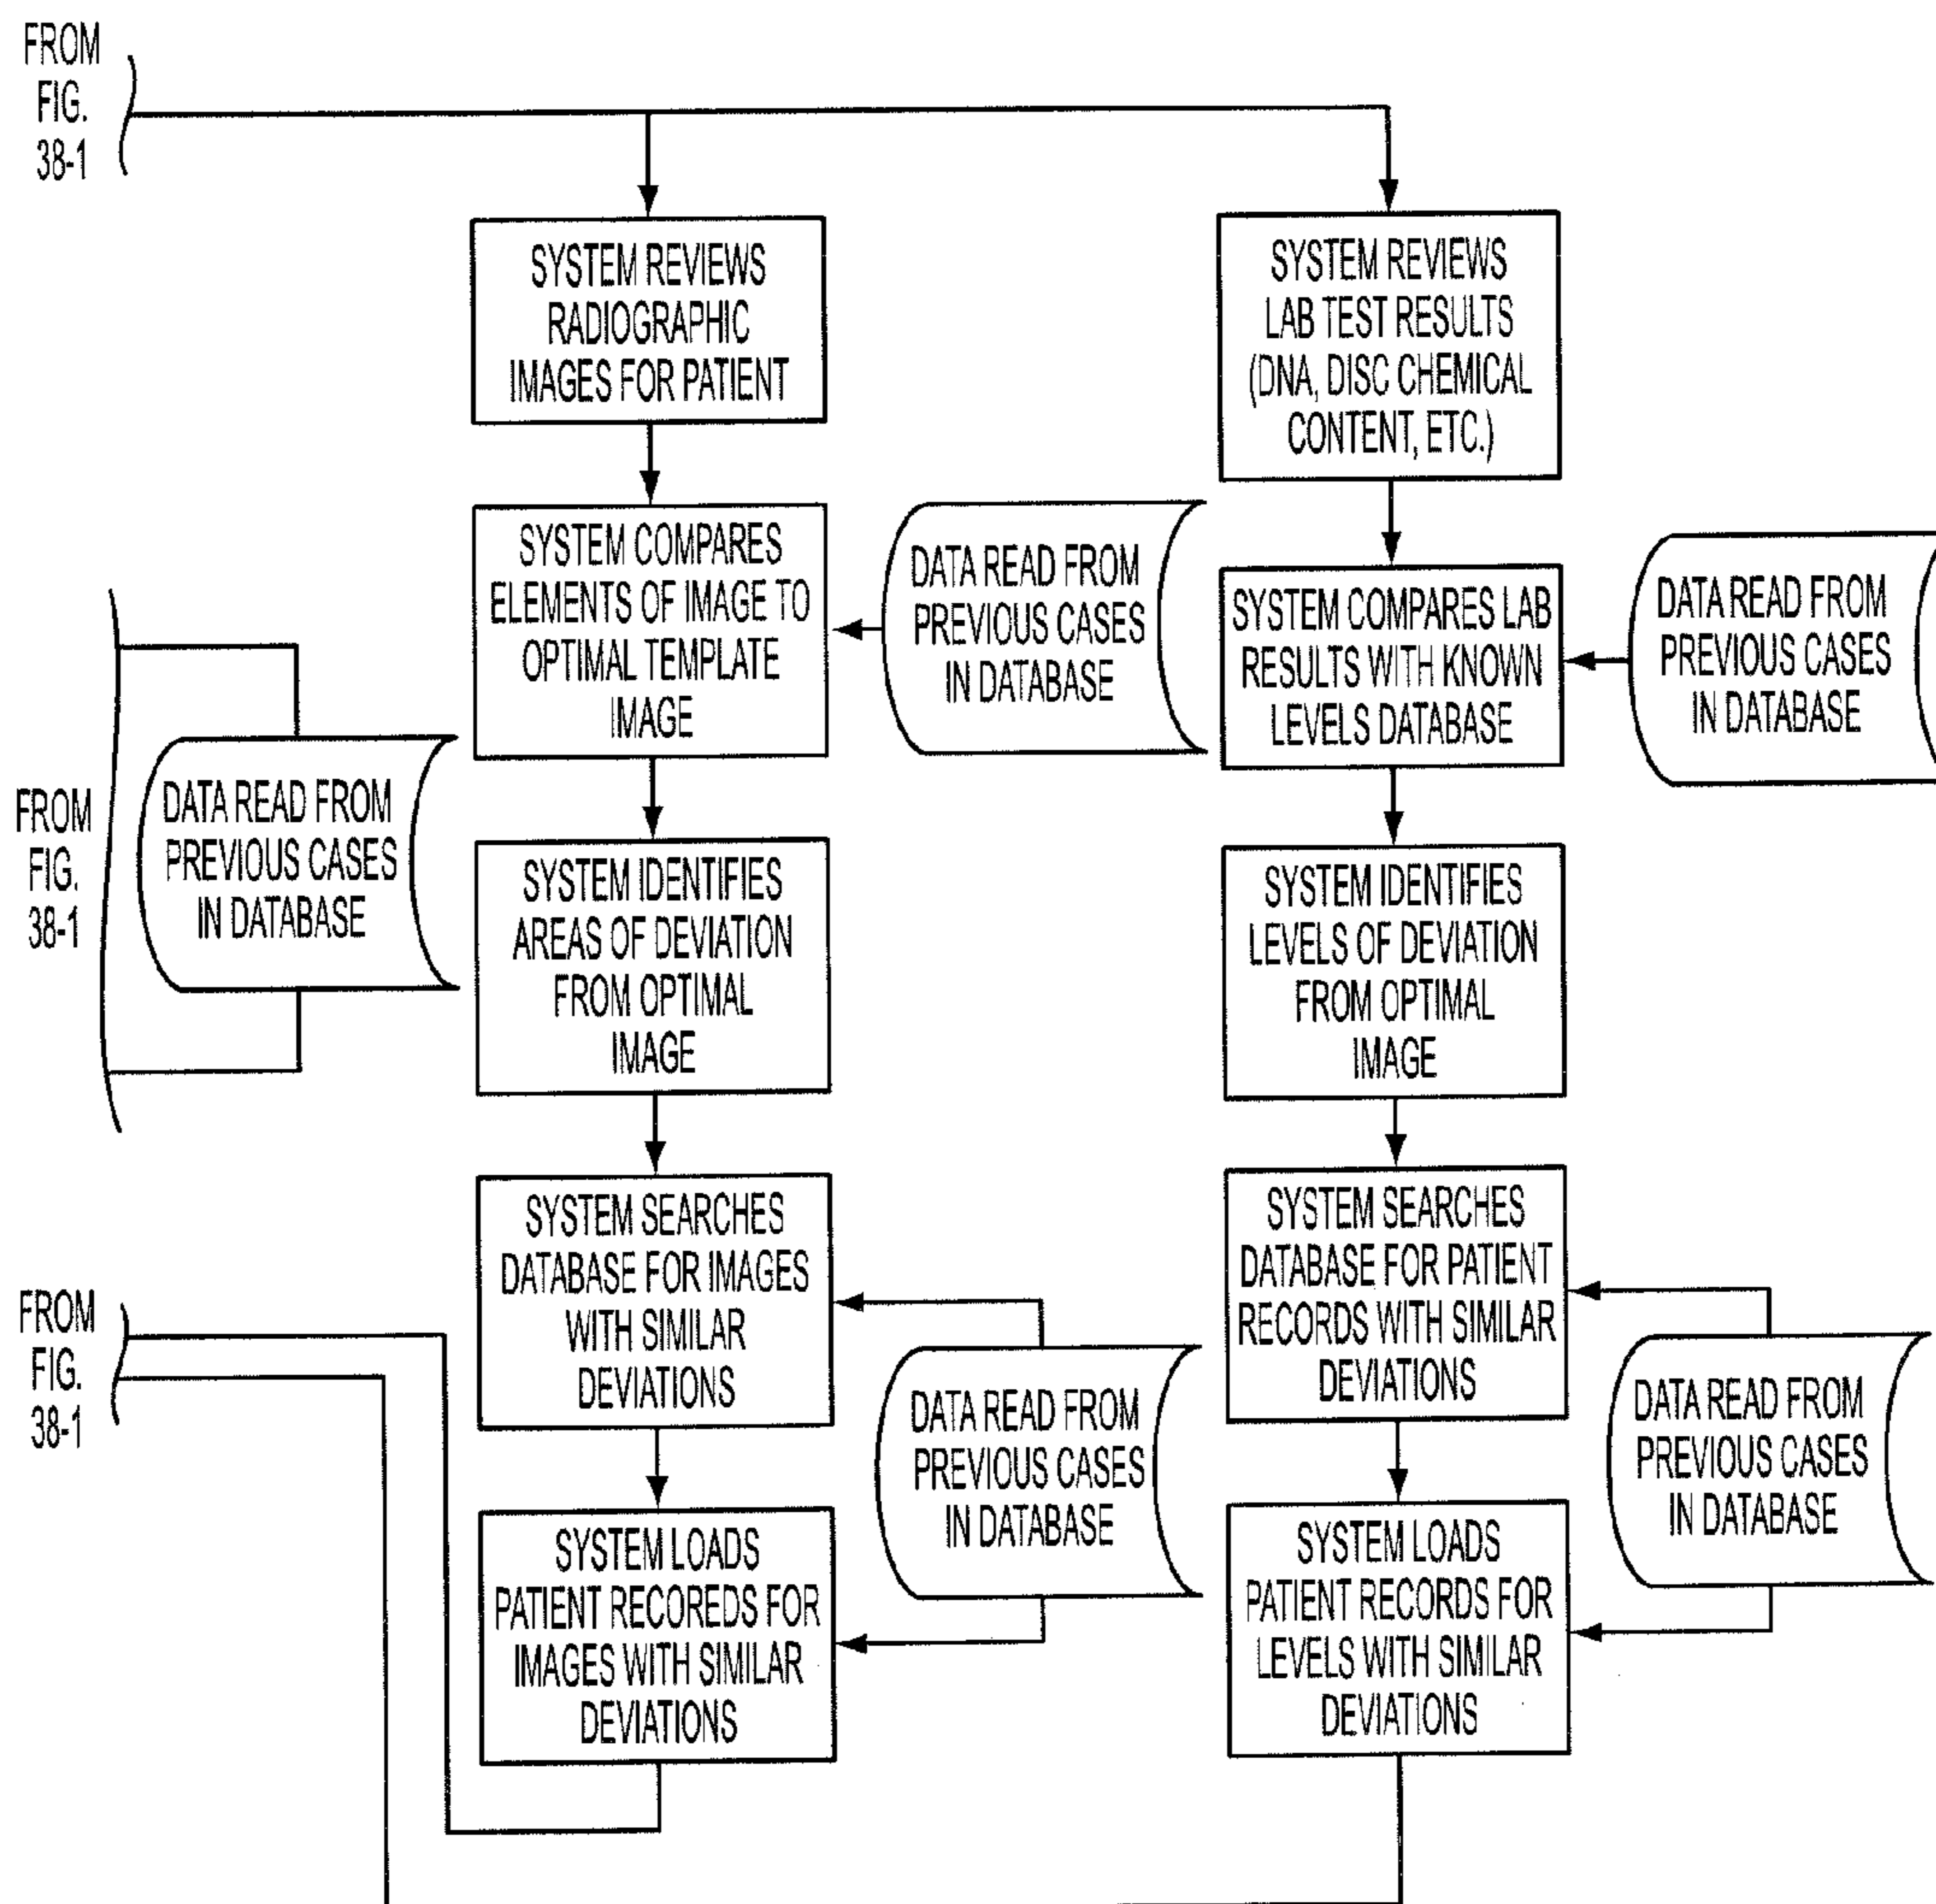 FROM
FIG.
38-1
SYSTEM REVIEWS
RADIOGRAPHIC
IMAGES FOR PATIENT
SYSTEM REVIEWS
LAB TEST RESULTS
(DNA, DISC CHEMICAL
CONTENT, ETC.)
SYSTEM COMPARES
ELEMENTS OF IMAGE TO
OPTIMAL TEMPLATE
IMAGE
DATA READ FROM
PREVIOUS CASES
IN DATABASE
SYSTEM COMPARES LAB
RESULTS WITH KNOWN
LEVELS DATABASE
DATA READ FROM
PREVIOUS CASES
IN DATABASE
FROM
FIG.
38-1
DATA READ FROM
PREVIOUS CASES
IN DATABASE
SYSTEM IDENTIFIES
AREAS OF DEVIATION
FROM OPTIMAL
IMAGE
SYSTEM IDENTIFIES
LEVELS OF DEVIATION
FROM OPTIMAL
IMAGE
SYSTEM SEARCHES
DATABASE FOR IMAGES
WITH SIMILAR
DEVIATIONS
SYSTEM SEARCHES
DATABASE FOR PATIENT
RECORDS WITH SIMILAR
DEVIATIONS
FROM
FIG.
38-1
DATA READ FROM
PREVIOUS CASES
IN DATABASE
DATA READ FROM
PREVIOUS CASES
IN DATABASE
SYSTEM LOADS
PATIENT RECOREDS FOR
IMAGES WITH SIMILAR
DEVIATIONS
SYSTEM LOADS
PATIENT RECORDS FOR
LEVELS WITH SIMILAR
DEVIATIONS